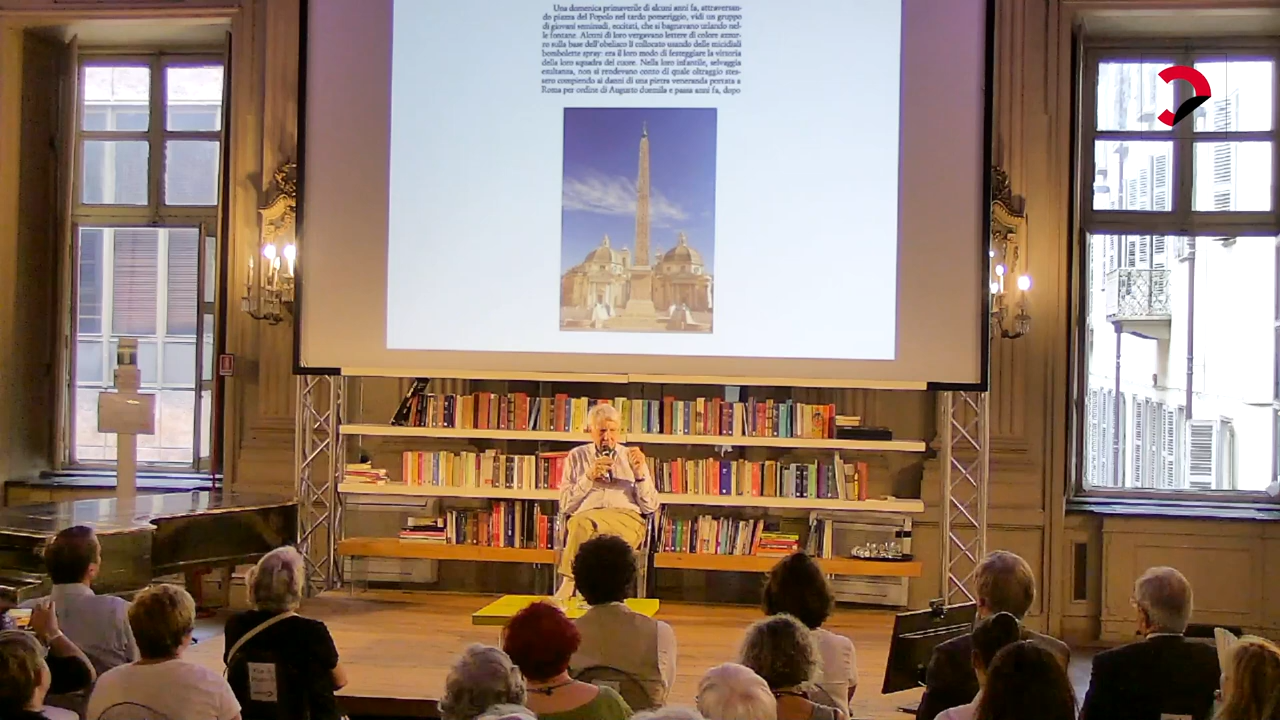 Una domenica primaverile di alcuni anni fa, attraversan-
do piazza del Popolo nel tardo pomeriggio, vidi un gruppo
di giovani seminudi, eccitati, che si bagnavano urlando nel-
le fontane. Alcuni di loro vergavano lettere di colore azzur-
ro sulla base dell'obelisco lì collocato usando delle micidiali
bombolette spray: era il loro modo di festeggiare la vittoria
della loro squadra del cuore. Nella loro infantile, selvaggia
esultanza, non si rendevano conto di quale oltraggio stes-
sero compiendo ai danni di una pietra veneranda portata a
Roma per ordine di Augusto duemila e passa anni fa, dopo